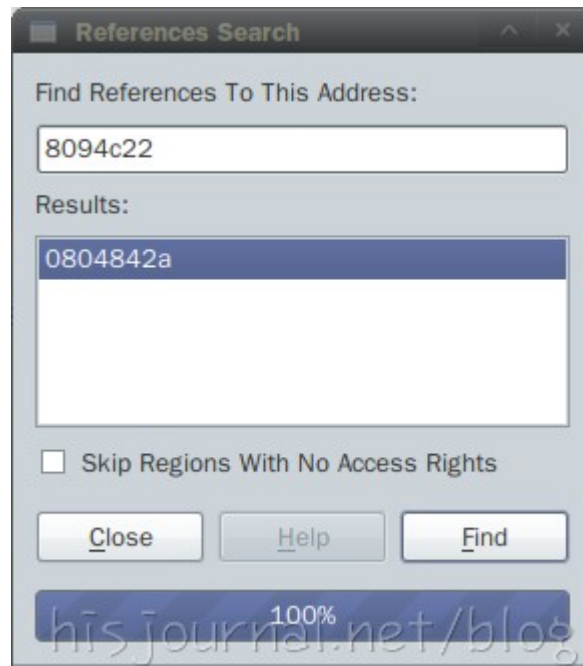 References Search
Find References To This Address:
8094c22
Results:
0804842a
Skip Regions With No Access Rights
Close Help Find
100%
hisjournal.net/blog